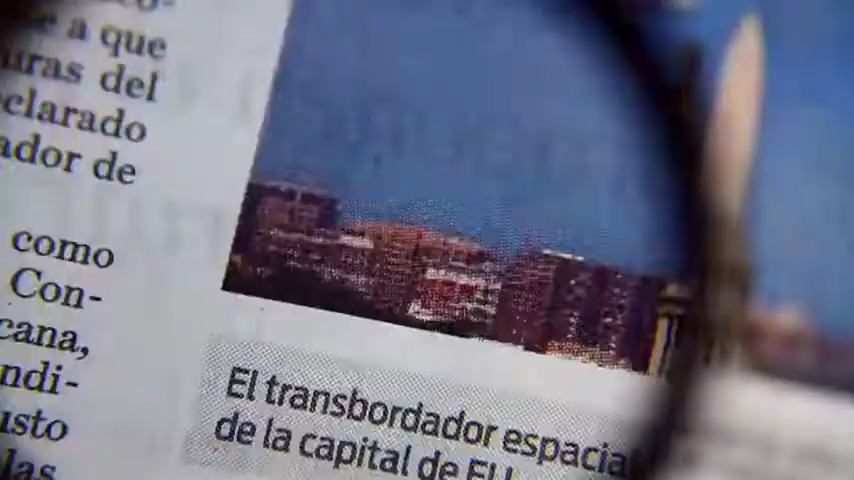 e a que
uras del
clarado
ador de
como
Con-
cana,
ndi-
usto
las
El transbordador espacia
de la capital de EU